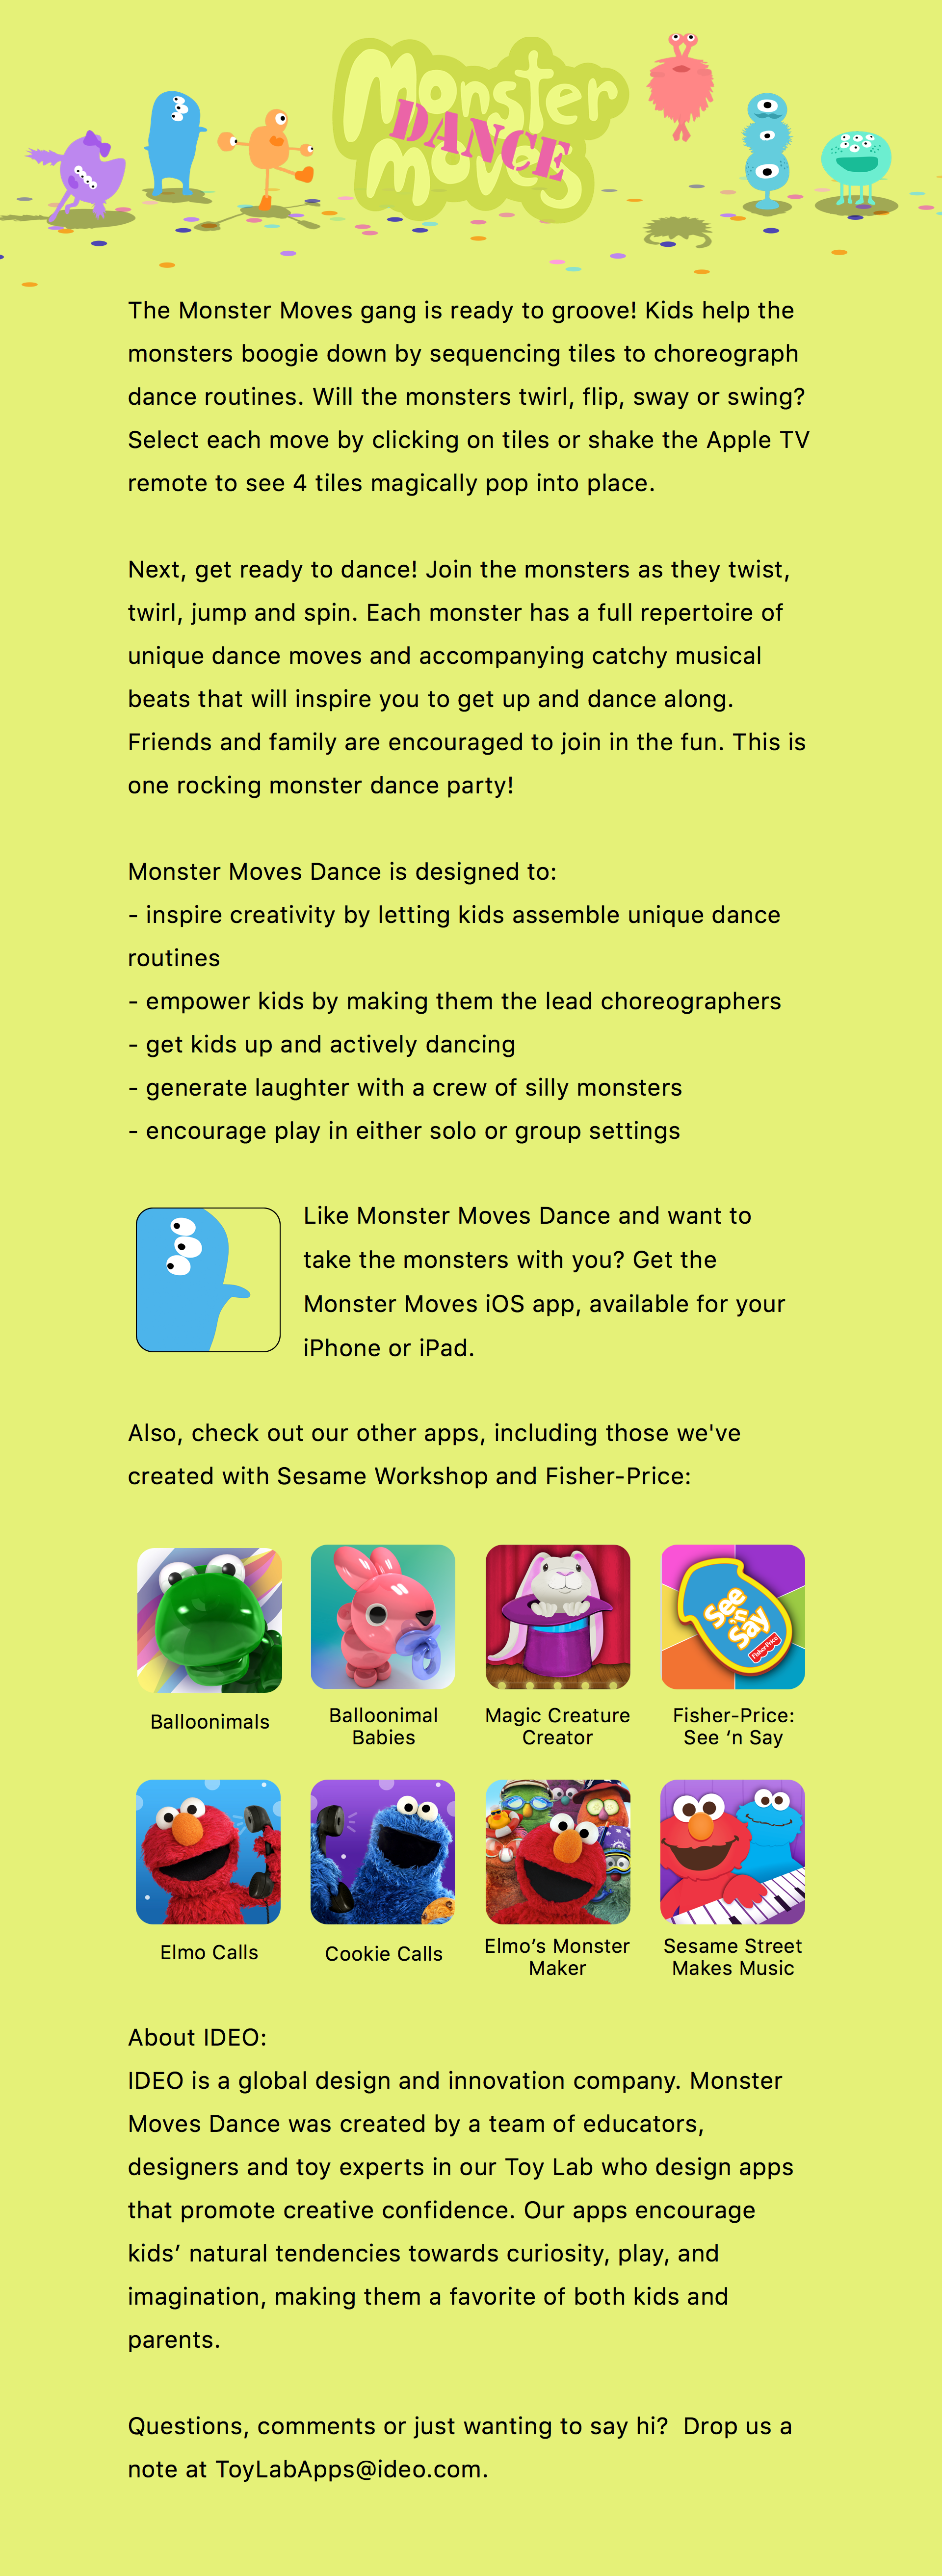 Monster
DANCE
Moves
The Monster Moves gang is ready to groove! Kids help the
monsters boogie down by sequencing tiles to choreograph
dance routines. Will the monsters twirl, flip, sway or swing?
Select each move by clicking on tiles or shake the Apple TV
remote to see 4 tiles magically pop into place.
Next, get ready to dance! Join the monsters as they twist,
twirl, jump and spin. Each monster has a full repertoire of
unique dance moves and accompanying catchy musical
beats that will inspire you to get up and dance along.
Friends and family are encouraged to join in the fun. This is
one rocking monster dance party!
Monster Moves Dance is designed to:
- inspire creativity by letting kids assemble unique dance
routines
- empower kids by making them the lead choreographers
- get kids up and actively dancing
- generate laughter with a crew of silly monsters
- encourage play in either solo or group settings
Like Monster Moves Dance and want to
take the monsters with you? Get the
Monster Moves iOS app, available for your
iPhone or iPad.
Also, check out our other apps, including those we've
created with Sesame Workshop and Fisher-Price:
See
'n
Say
Fisher-Price
Balloonimals
Balloonimal
Babies
Magic Creature
Creator
Fisher-Price:
See ’n Say
Elmo Calls
Cookie Calls
Elmo’s Monster
Maker
Sesame Street
Makes Music
About IDEO:
IDEO is a global design and innovation company. Monster
Moves Dance was created by a team of educators,
designers and toy experts in our Toy Lab who design apps
that promote creative confidence. Our apps encourage
kids’ natural tendencies towards curiosity, play, and
imagination, making them a favorite of both kids and
parents.
Questions, comments or just wanting to say hi?  Drop us a
note at ToyLabApps@ideo.com.